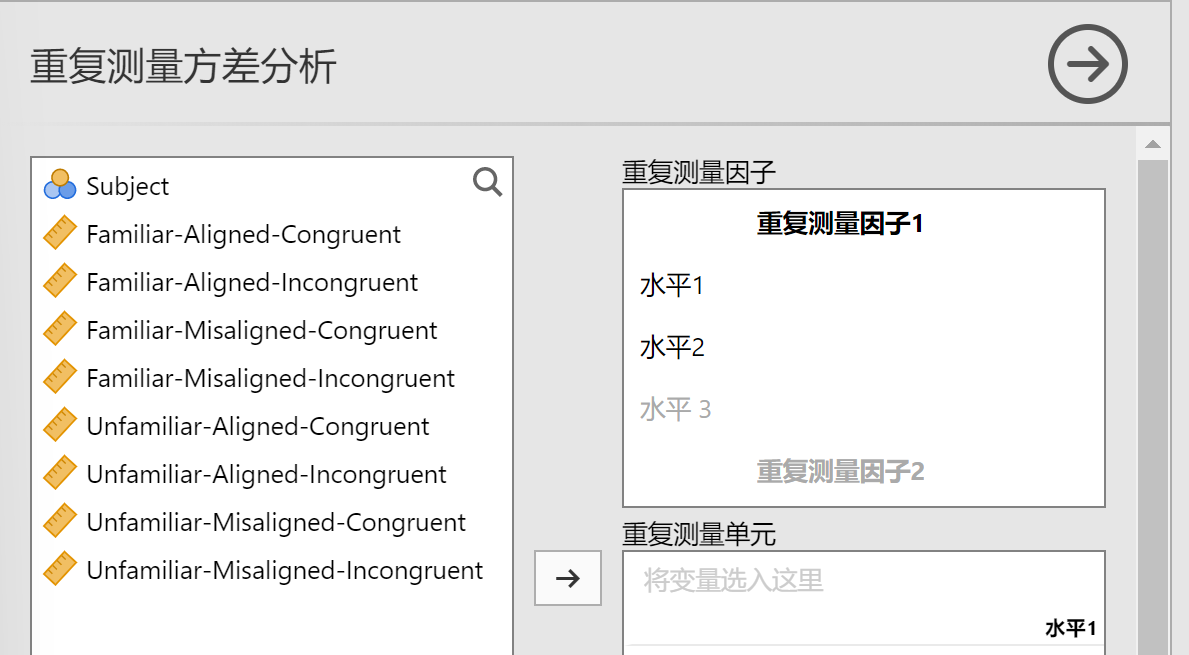 重复测量方差分析
Subject
Familiar-Aligned-Congruent
Familiar-Aligned-Incongruent
Familiar-Misaligned-Congruent
Familiar-Misaligned-Incongruent
Unfamiliar-Aligned-Congruent
Unfamiliar-Aligned-Incongruent
Unfamiliar-Misaligned-Congruent
Unfamiliar-Misaligned-Incongruent
重复测量因子
重复测量因子1
水平1
水平2
水平 3
重复测量因子2
重复测量单元
将变量选入这里
水平1